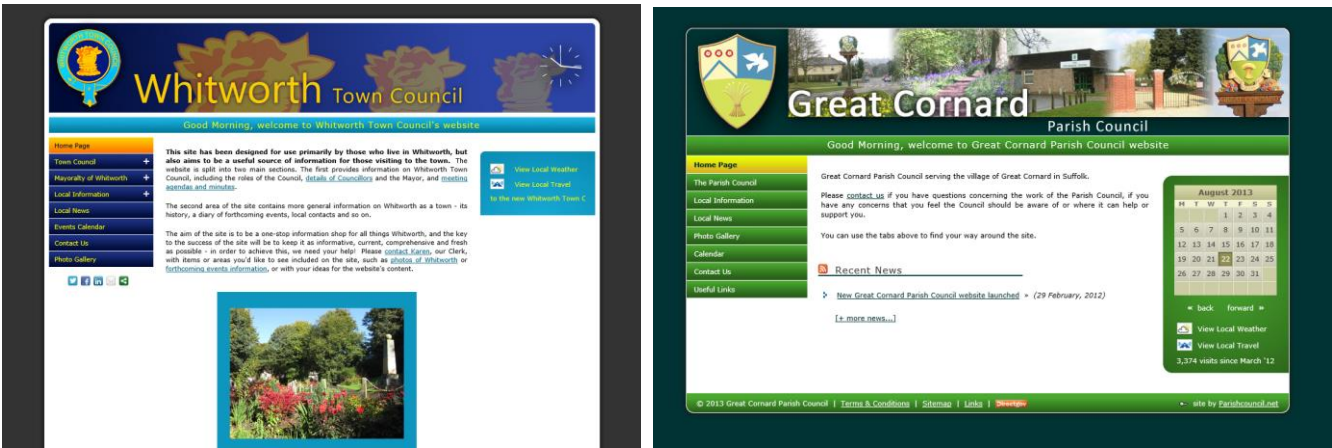 Whitworth Town Council
Good Morning, welcome to Whitworth Town Council's website
Home Page
Town Council +
Mayoralty of Whitworth +
Local Information +
Local News
Events Calendar
Contact Us
Photo Gallery
This site has been designed for use primarily by those who live in Whitworth, but
also aims to be a useful source of information for those visiting to the town. The
website is split into two main sections. The first provides information on Whitworth Town
Council, including the roles of the Council, details of Councillors and the Mayor, and meeting
agendas and minutes.
The second area of the site contains more general information on Whitworth as a town - its
history, a diary of forthcoming events, local contacts and so on.
The aim of the site is to be a one-stop information shop for all things Whitworth, and the key
to the success of the site will be to keep it as informative, current, comprehensive and fresh
as possible - in order to achieve this, we need your help! Please contact Karen, our Clerk,
with items or areas you'd like to see included on the site, such as photos of Whitworth or
forthcoming events information, or with your ideas for the website's content.
View Local Weather
View Local Travel
to the new Whitworth Town C
Great Cornard
Parish Council
Good Morning, welcome to Great Cornard Parish Council website
Home Page
The Parish Council
Local Information
Local News
Photo Gallery
Calendar
Contact Us
Useful Links
Great Cornard Parish Council serving the village of Great Cornard in Suffolk.
Please contact us if you have questions concerning the work of the Parish Council, if you
have any concerns that you feel the Council should be aware of or where it can help or
support you.
You can use the tabs above to find your way around the site.
Recent News
New Great Cornard Parish Council website launched » (29 February, 2012)
[+ more news...]
August 2013
M T W T F S S
1 2 3 4
5 6 7 8 9 10 11
12 13 14 15 16 17 18
19 20 21 22 23 24 25
26 27 28 29 30 31
« back forward »
View Local Weather
View Local Travel
3,374 visits since March '12
© 2013 Great Cornard Parish Council | Terms & Conditions | Sitemap | Links | Directgov
site by Parishcouncil.net